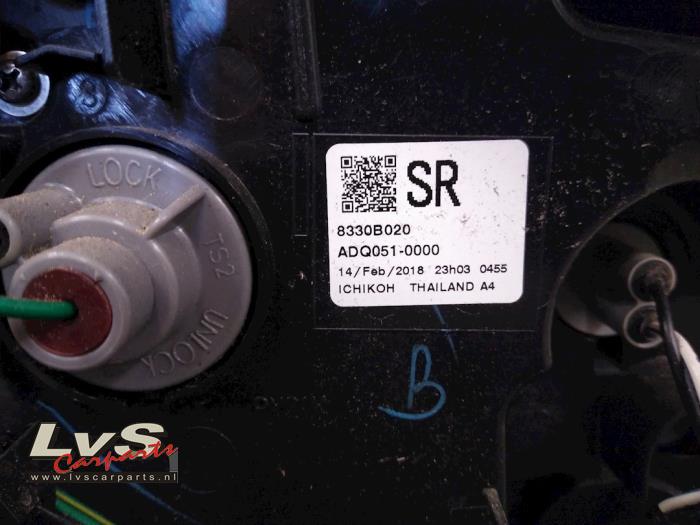 LOCK
TS2
UNLOCK
SR
8330B020
ADQ051-0000
14/Feb/2018 23h03 0455
ICHIKOH THAILAND A4
B
LvS
Carparts
www.lvscarparts.nl